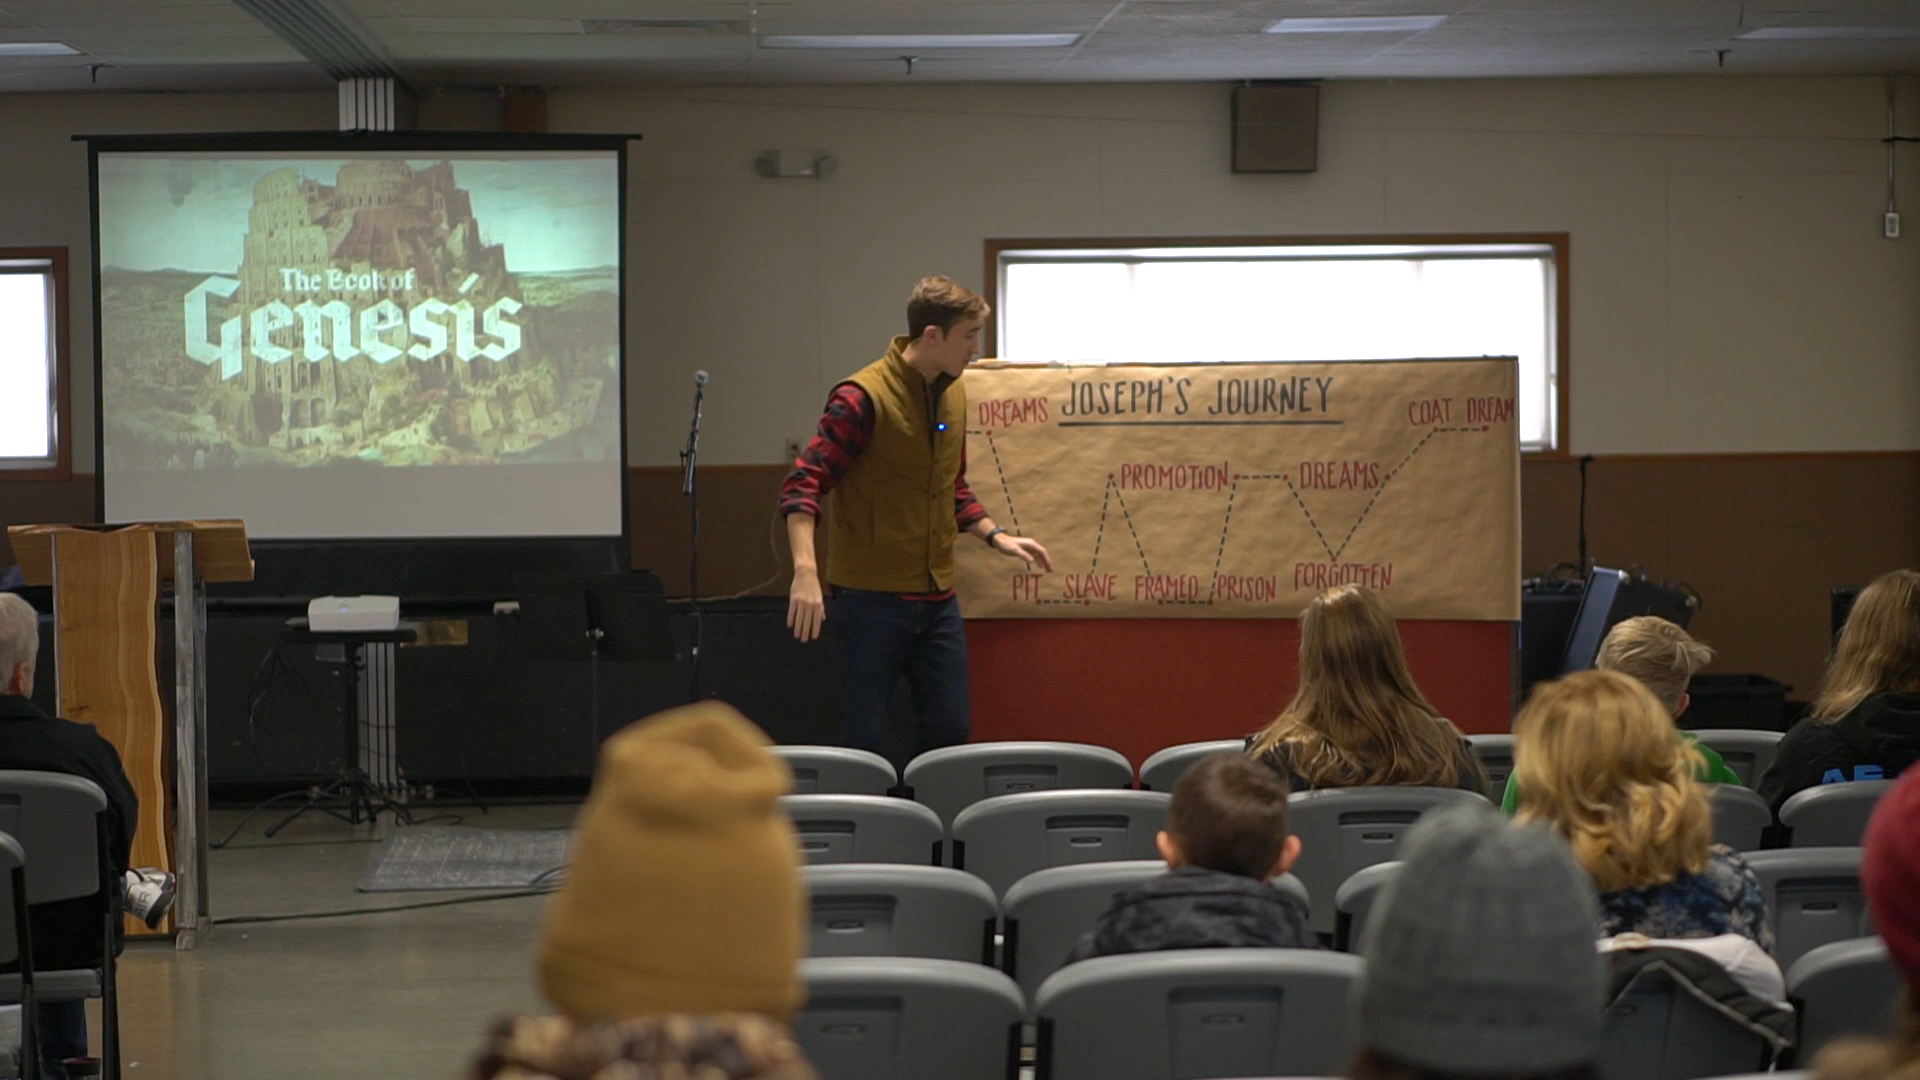 The Book of
Genesis
JOSEPH'S JOURNEY
DREAMS
COAT DREAM
PROMOTION
DREAMS
PIT SLAVE FRAMED PRISON FORGOTTEN